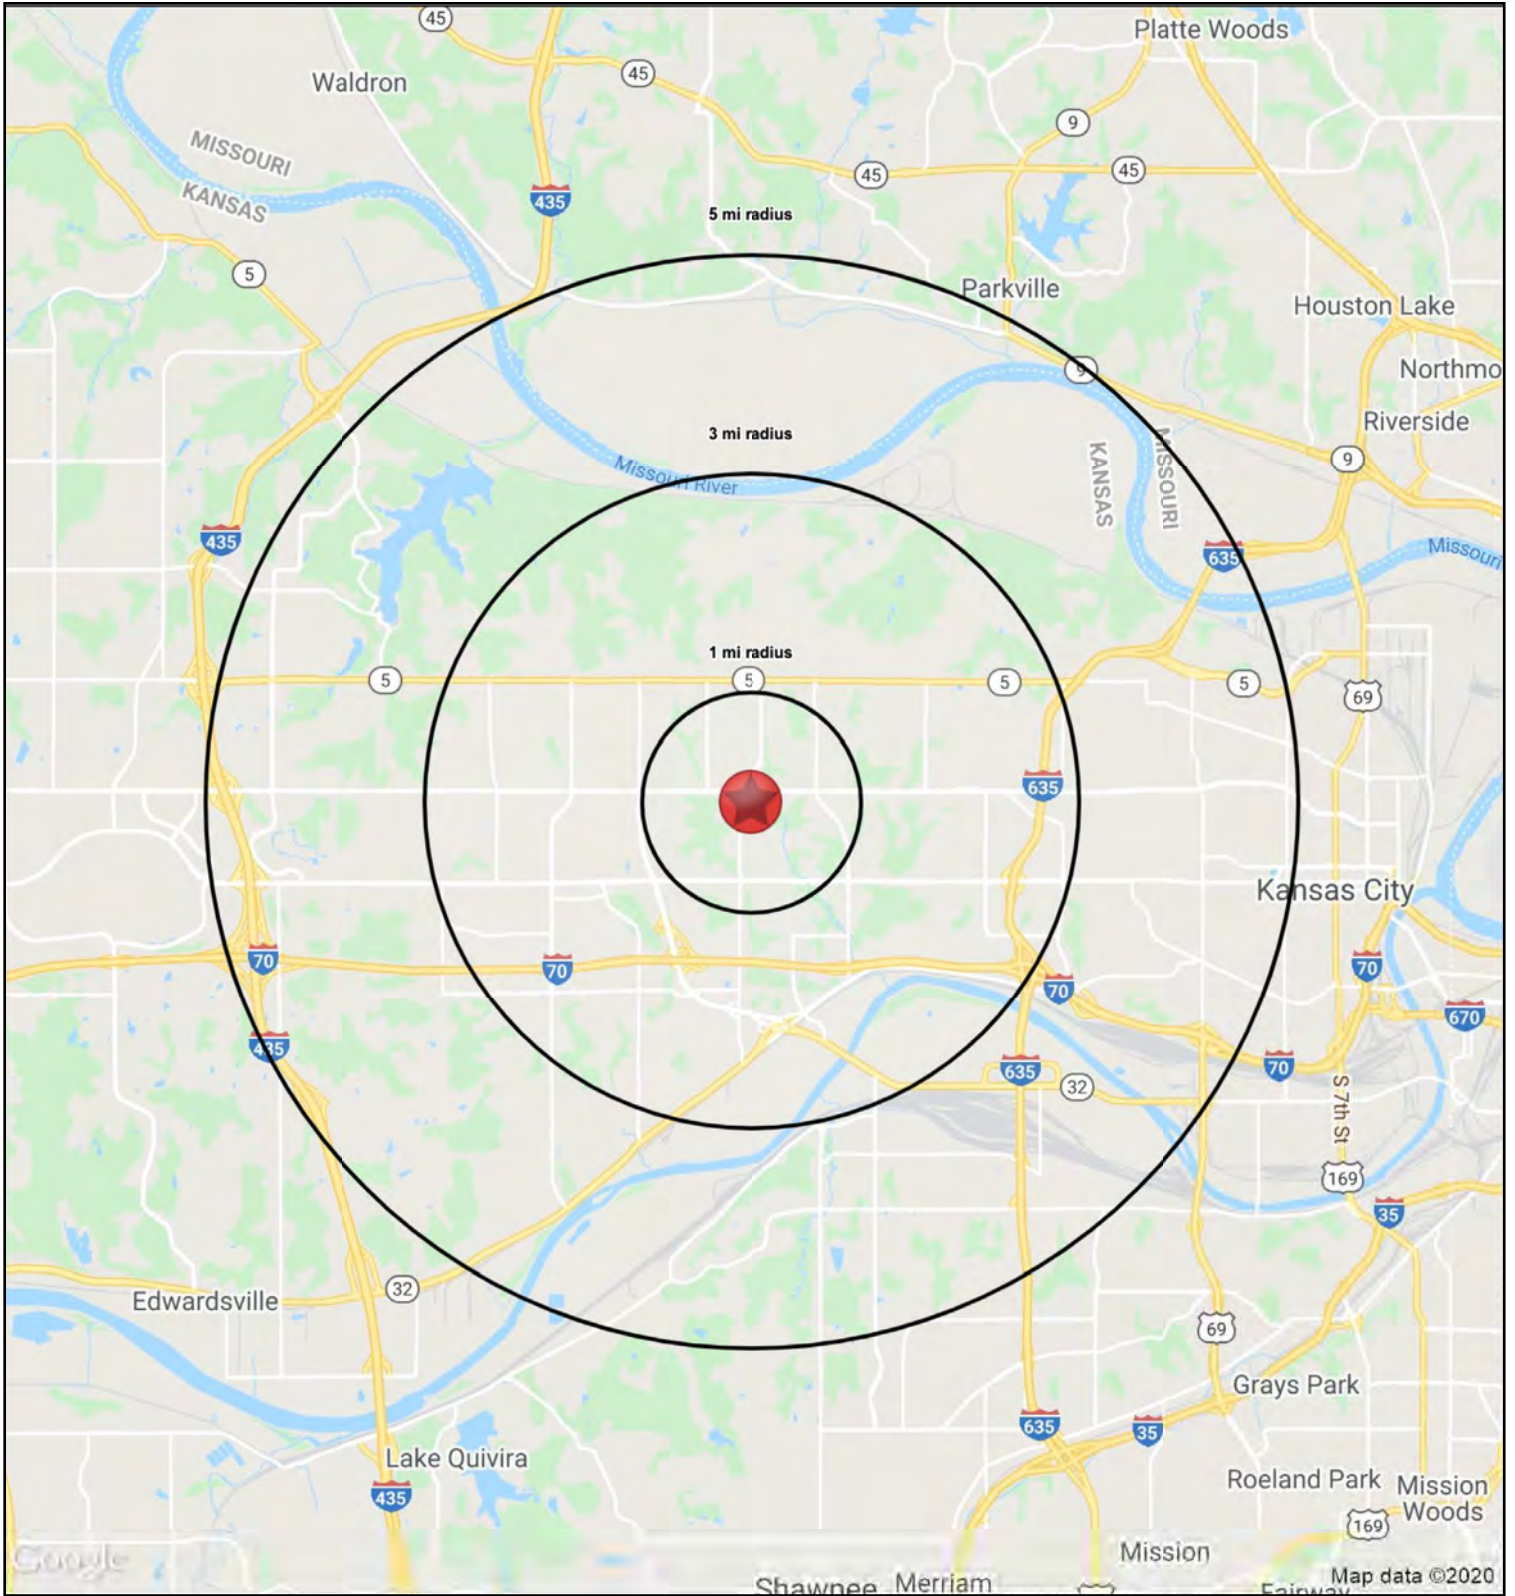 45
Platte Woods
45
Waldron
9
MISSOURI
45
45
KANSAS
435
5 mi radius
5
Parkville
Houston Lake
9
Northmo
Riverside
3 mi radius
9
KANSAS
MISSOURI
Missouri River
435
635
Missouri
1 mi radius
5
5
5
5
69
635
Kansas City
70
70
70
70
670
435
635
32
70
S 7th St
169
35
32
Edwardsville
69
Grays Park
635
35
Lake Quivira
435
Roeland Park
Mission
Woods
169
Google
Mission
Map data ©2020
Shawnee
Merriam
Fairway